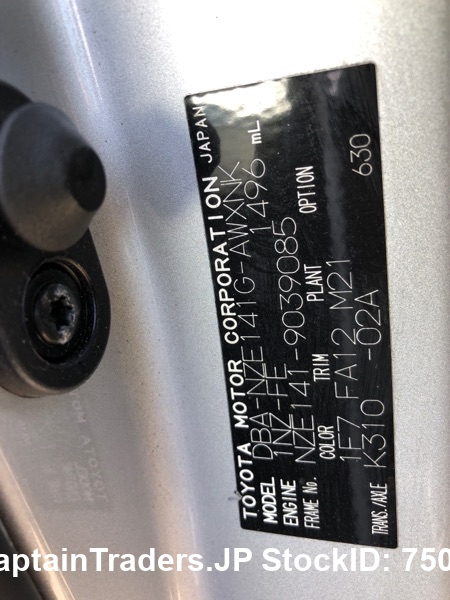 TOYOTA MOTOR CORPORATION JAPAN
MODEL DBA-NZE141G-AWXNK
ENGINE 1NZ-FE 1496 mL
FRAME No. NZE141-9039085
COLOR TRIM PLANT OPTION
1F7 FA12 M21
TRANS./AXLE K310 -02A 630
aptainTraders.JP StockID: 750